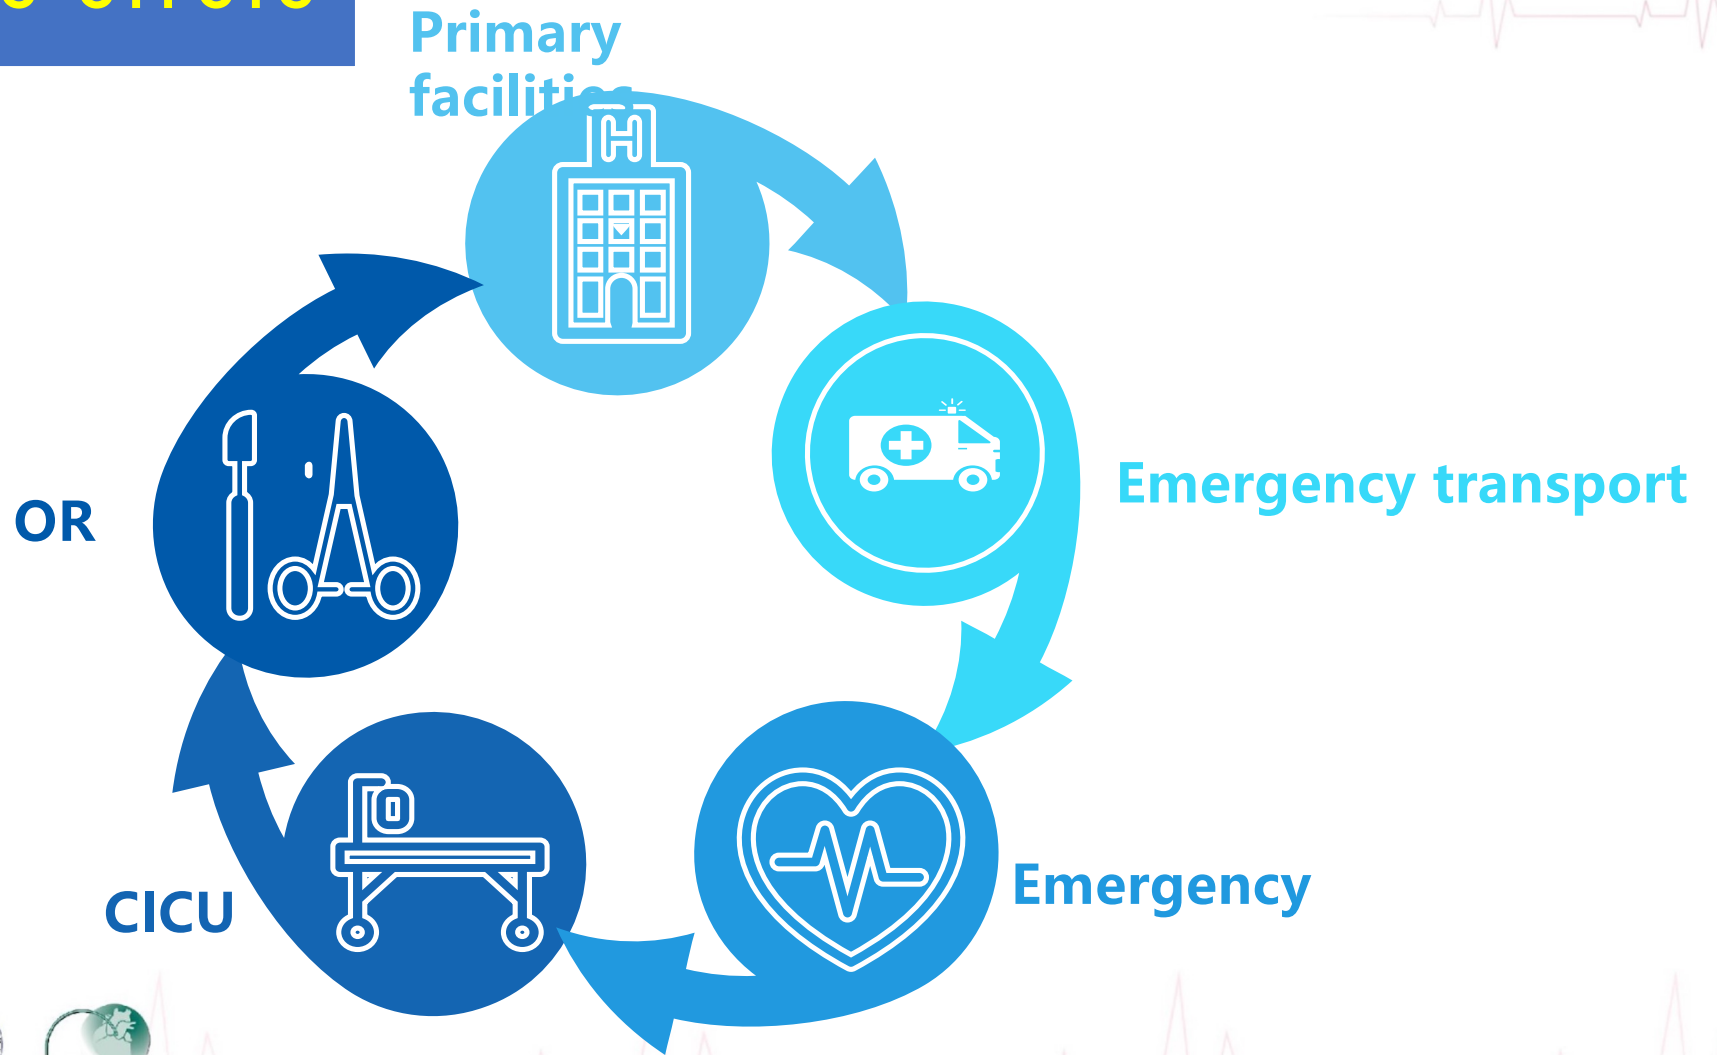 Primary
facilities
H
Emergency transport
OR
Emergency
CICU